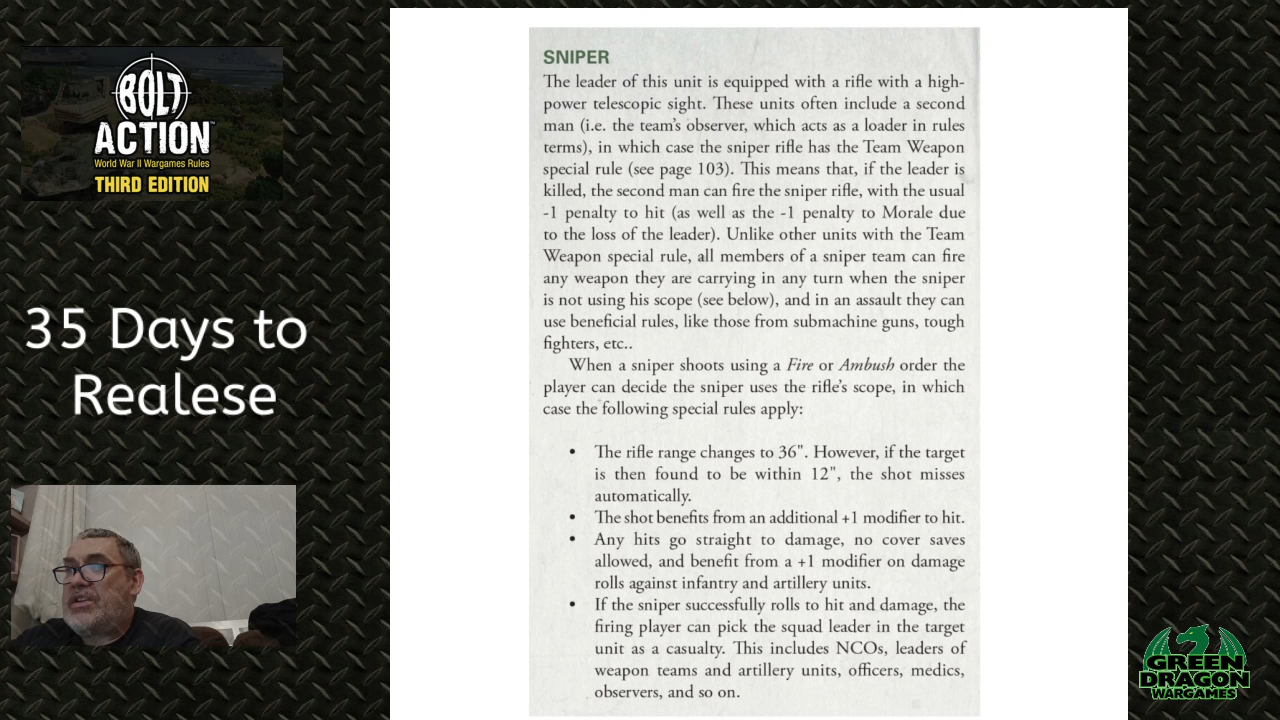 BOLT
ACTION™
World War II Wargames Rules
THIRD EDITION
35 Days to
Realese
SNIPER
The leader of this unit is equipped with a rifle with a high-
power telescopic sight. These units often include a second
man (i.e. the team's observer, which acts as a loader in rules
terms), in which case the sniper rifle has the Team Weapon
special rule (see page 103). This means that, if the leader is
killed, the second man can fire the sniper rifle, with the usual
-1 penalty to hit (as well as the -1 penalty to Morale due
to the loss of the leader). Unlike other units with the Team
Weapon special rule, all members of a sniper team can fire
any weapon they are carrying in any turn when the sniper
is not using his scope (see below), and in an assault they can
use beneficial rules, like those from submachine guns, tough
fighters, etc..
When a sniper shoots using a Fire or Ambush order the
player can decide the sniper uses the rifle's scope, in which
case the following special rules apply:
• The rifle range changes to 36". However, if the target
is then found to be within 12", the shot misses
automatically.
• The shot benefits from an additional +1 modifier to hit.
• Any hits go straight to damage, no cover saves
allowed, and benefit from a +1 modifier on damage
rolls against infantry and artillery units.
• If the sniper successfully rolls to hit and damage, the
firing player can pick the squad leader in the target
unit as a casualty. This includes NCOs, leaders of
weapon teams and artillery units, officers, medics,
observers, and so on.
GREEN
DRAGON
WARGAMES